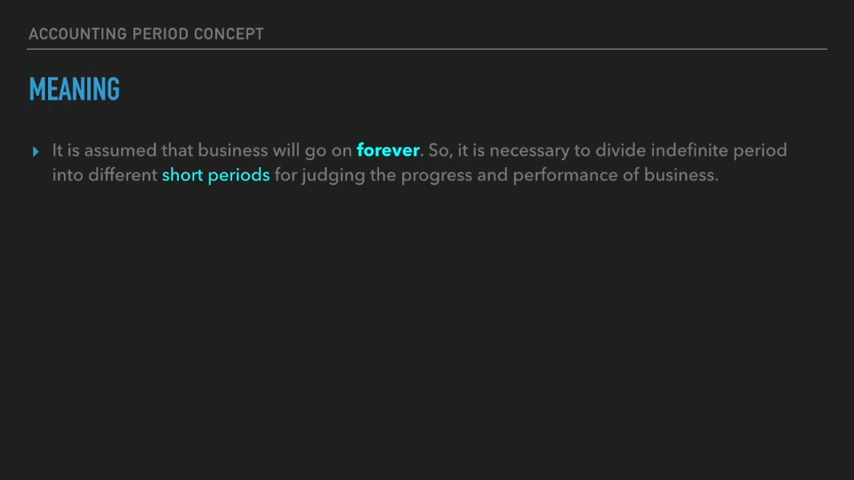 ACCOUNTING PERIOD CONCEPT
MEANING
It is assumed that business will go on forever. So, it is necessary to divide indefinite period
into different short periods for judging the progress and performance of business.